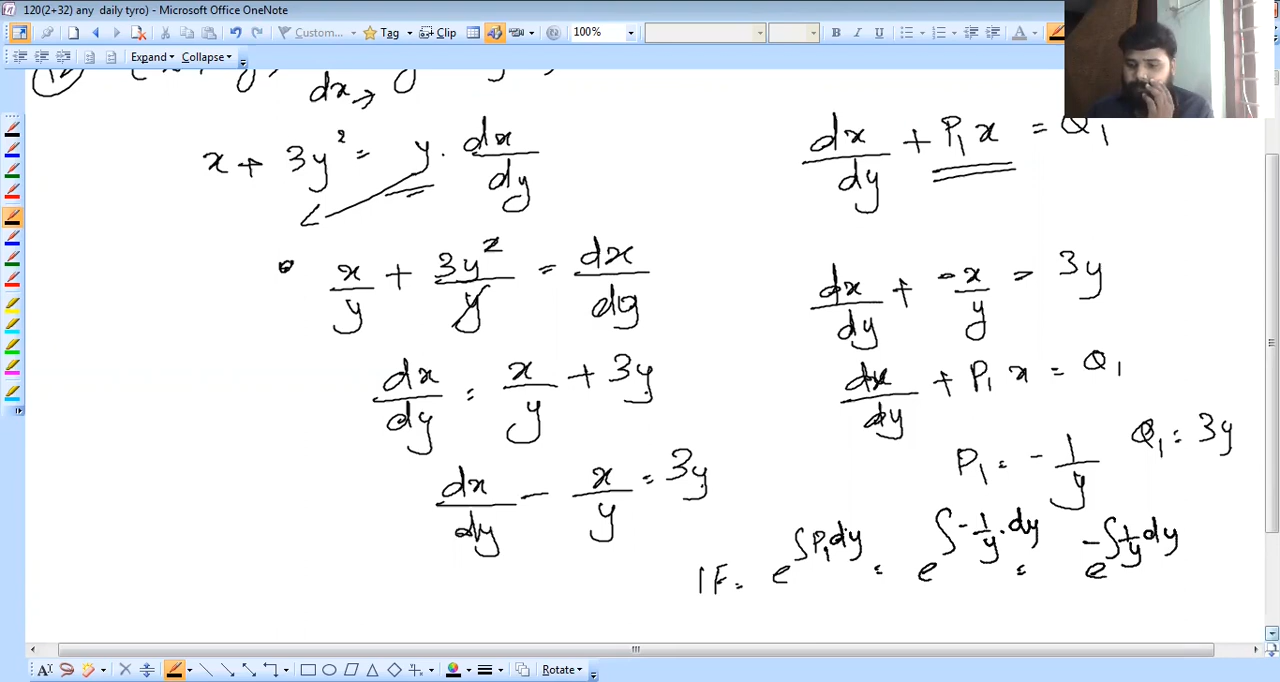 120(2+32) any daily tyro) - Microsoft Office OneNote
Custom... Tag Clip 100% B I U A
Expand Collapse
dx
x + 3y² = y · dx/dy
dx/dy + P₁x = Q₁
x/y + 3y²/y = dx/dy
dx/dy + -x/y = 3y
dx/dy = x/y + 3y
dx/dy + P₁ x = Q₁
P₁ = - 1/y Q₁ = 3y
dx/dy - x/y = 3y
IF = e^∫P₁dy = e^∫-1/y·dy = e^-∫1/y dy
Rotate